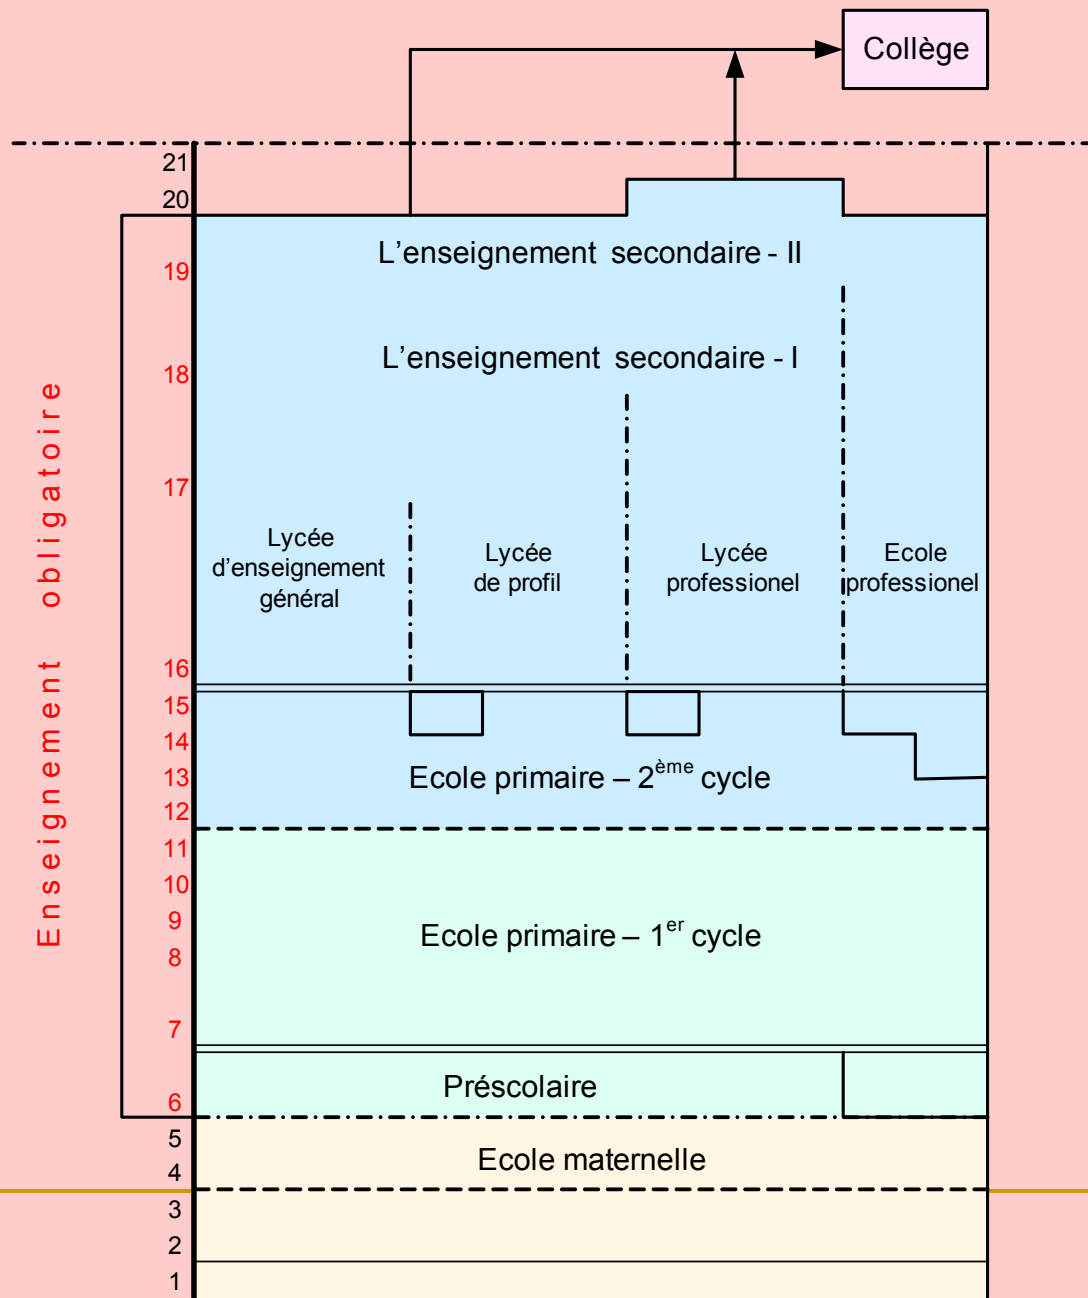 Collège
21
20
L'enseignement secondaire - II
19
L'enseignement secondaire - I
18
17
Lycée
d'enseignement
général
Lycée
de profil
Lycée
professionel
Ecole
professionel
16
15
14
Ecole primaire – 2ème cycle
13
12
11
10
9
Ecole primaire – 1er cycle
8
7
Préscolaire
6
5
Ecole maternelle
4
3
2
1
Enseignement obligatoire